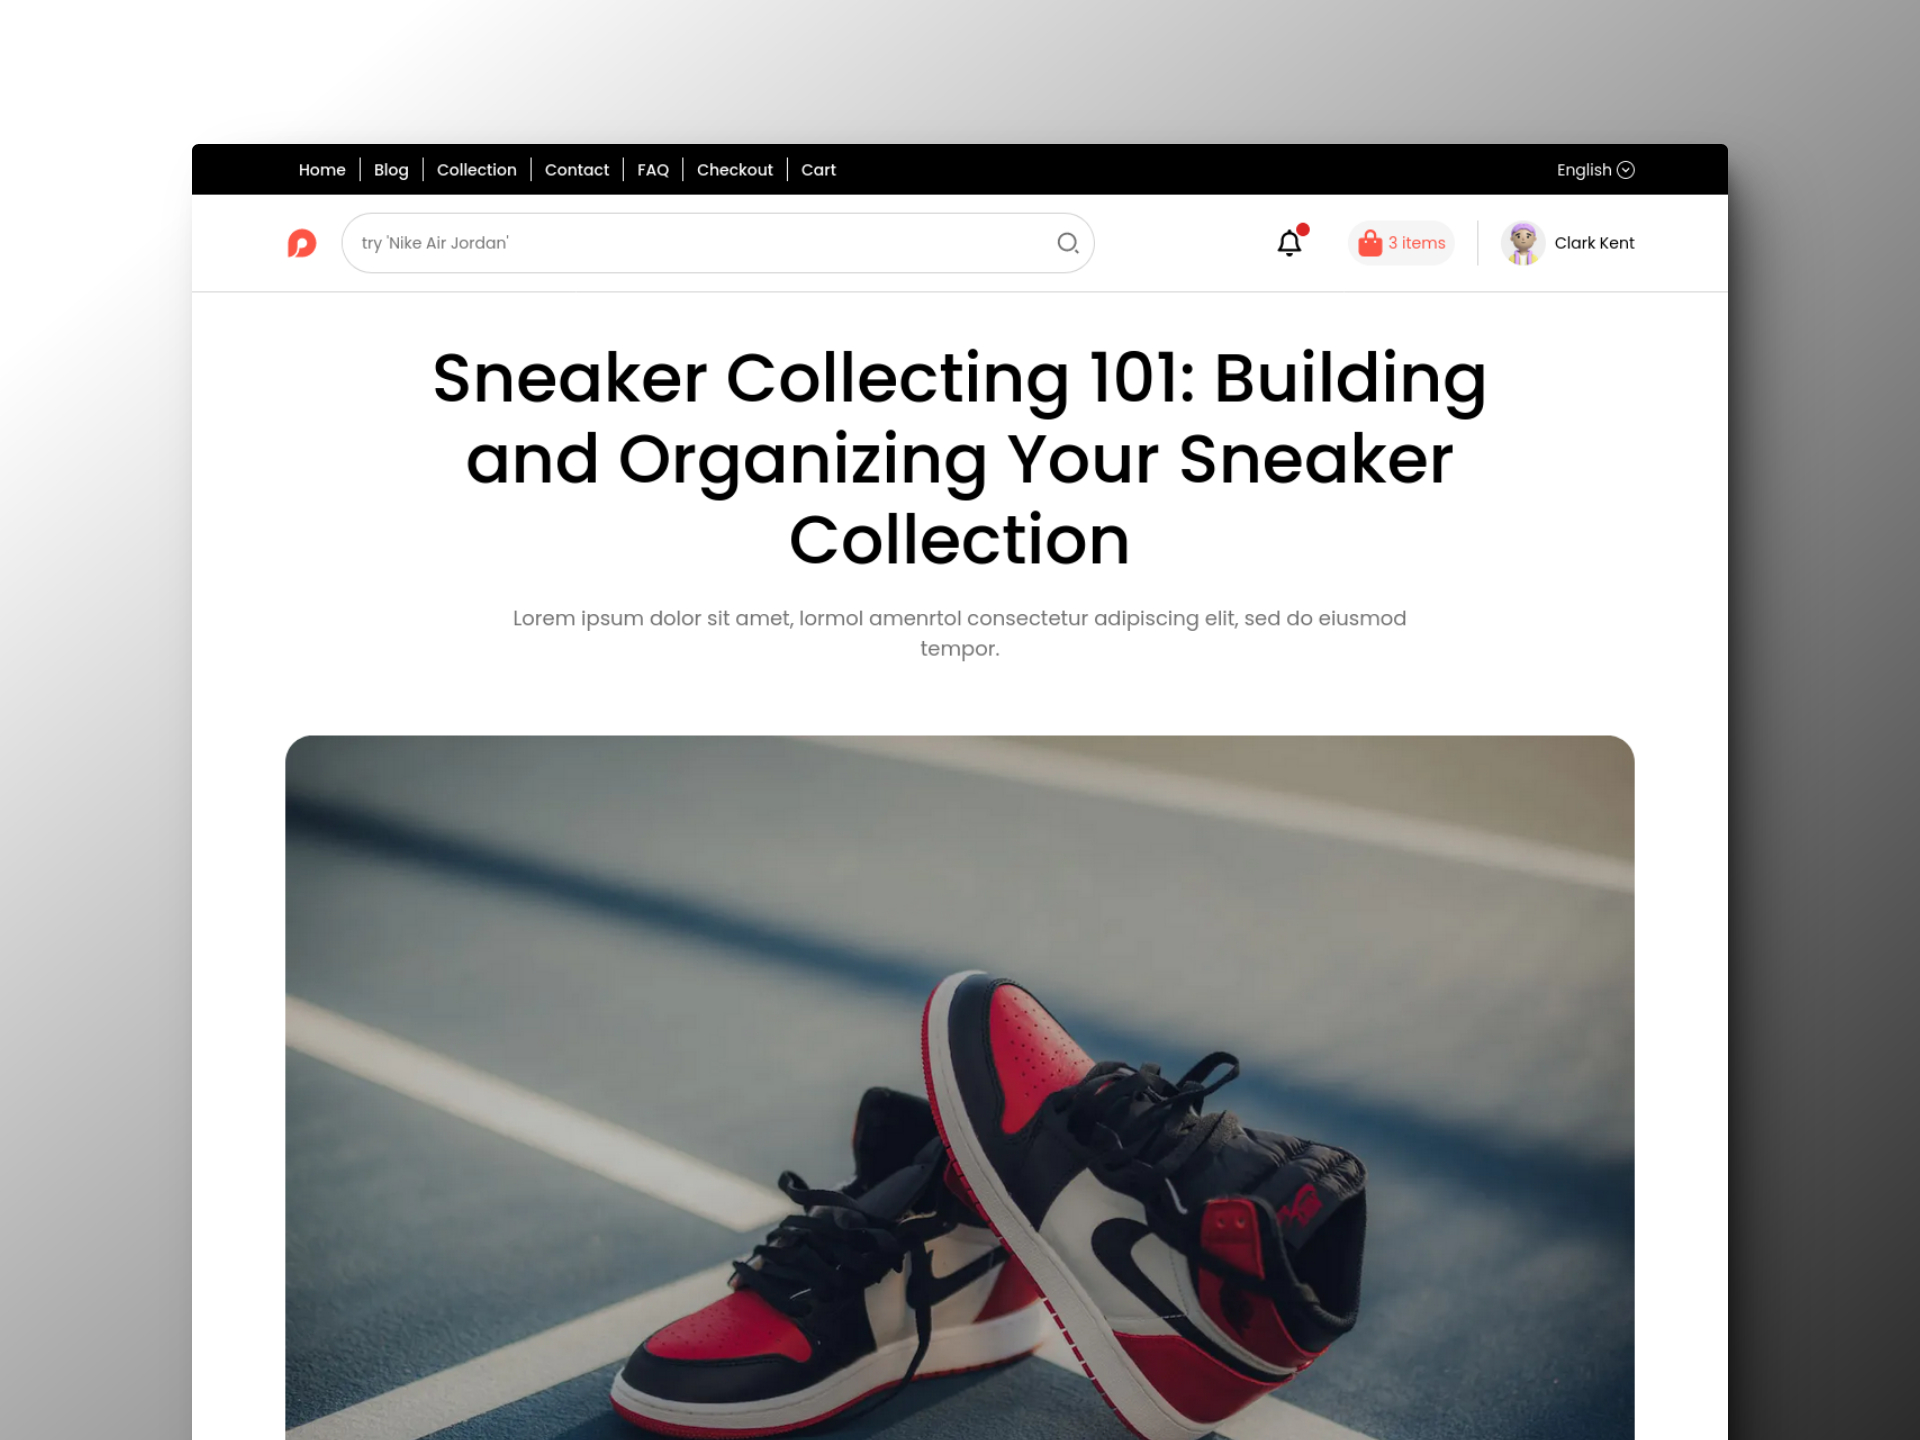 Home Blog Collection Contact FAQ Checkout Cart English
try 'Nike Air Jordan' 3 items Clark Kent
Sneaker Collecting 101: Building
and Organizing Your Sneaker
Collection
Lorem ipsum dolor sit amet, lormol amenrtol consectetur adipiscing elit, sed do eiusmod
tempor.